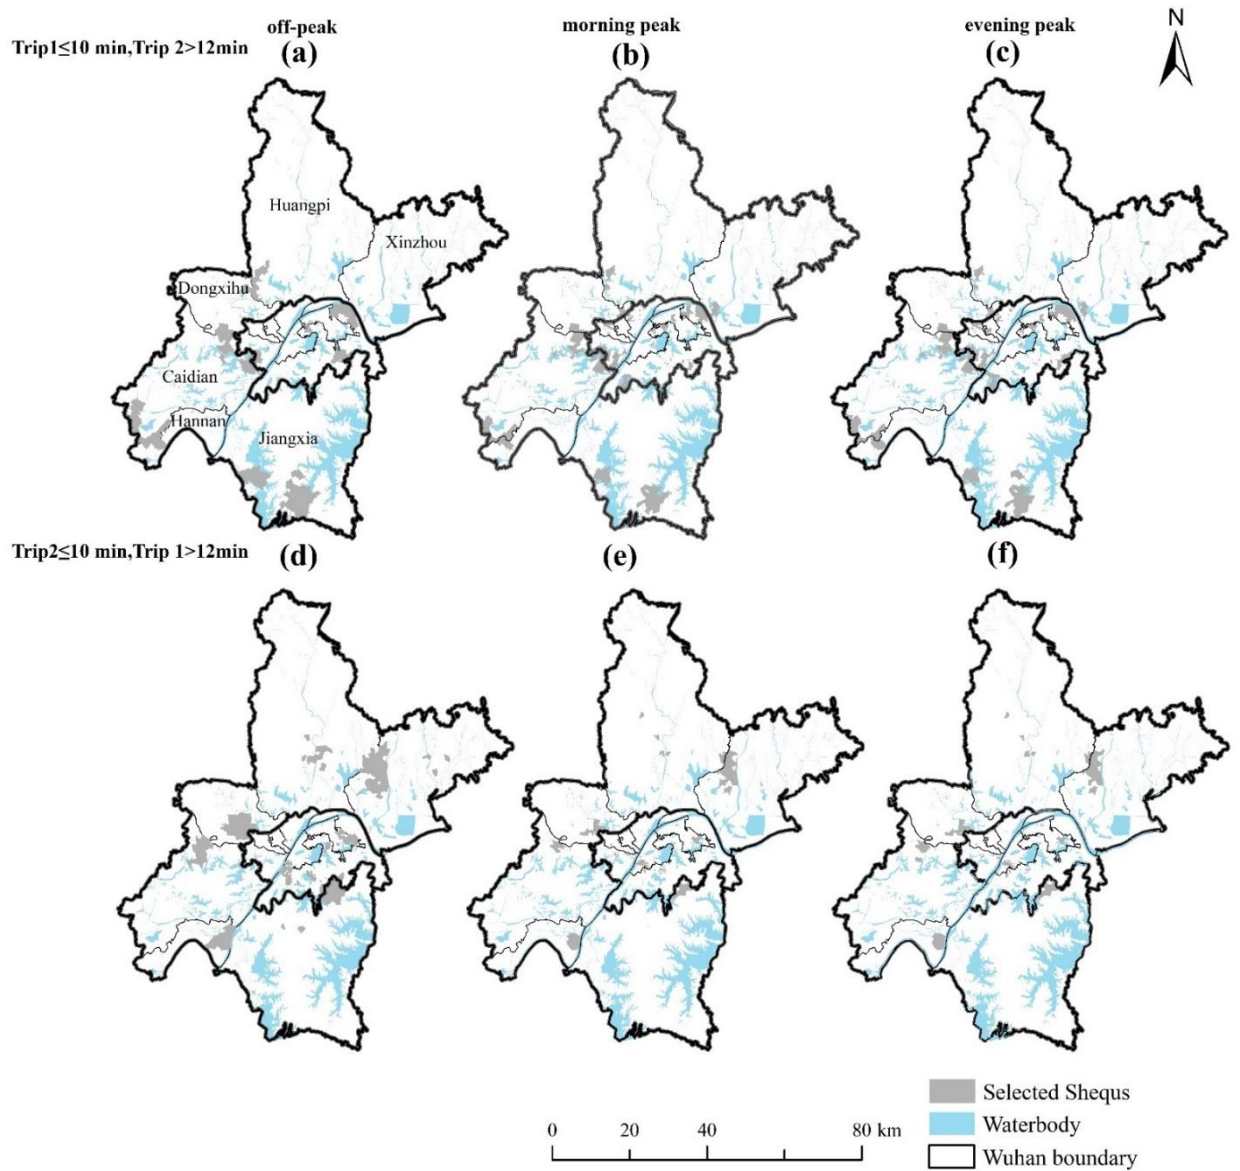 off-peak
morning peak
evening peak
N
Trip1≤10 min,Trip 2>12min
(a)
(b)
(c)
Huangpi
Xinzhou
Dongxihu
Caidian
Hannan
Jiangxia
Trip2≤10 min,Trip 1>12min
(d)
(e)
(f)
Selected Shequs
Waterbody
Wuhan boundary
0 20 40 80 km